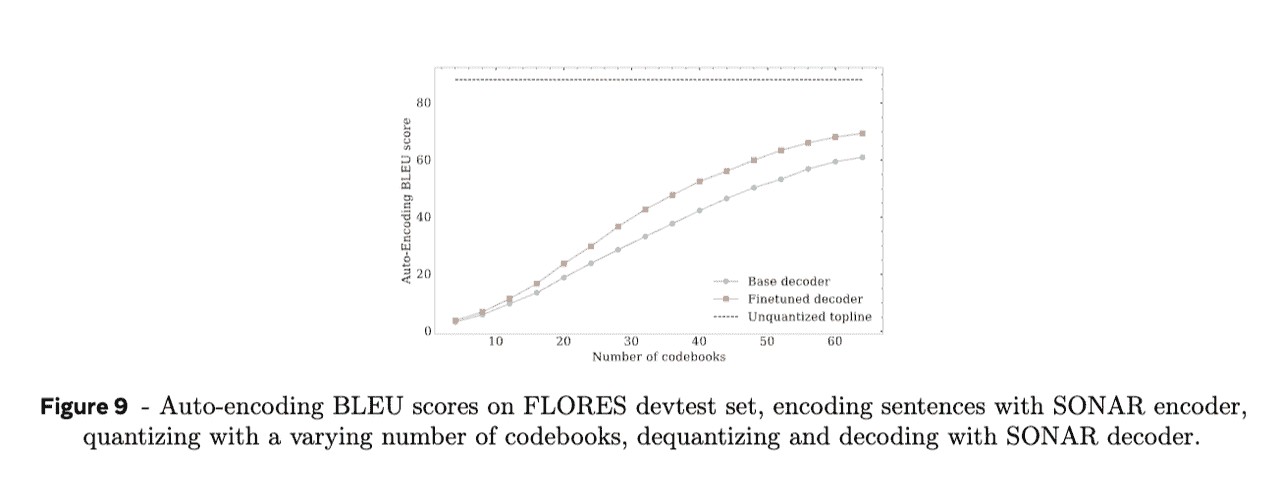 80
60
40
20
0
Auto-Encoding BLEU score
Base decoder
Finetuned decoder
Unquantized topline
10 20 30 40 50 60
Number of codebooks
Figure 9 - Auto-encoding BLEU scores on FLORES devtest set, encoding sentences with SONAR encoder,
quantizing with a varying number of codebooks, dequantizing and decoding with SONAR decoder.